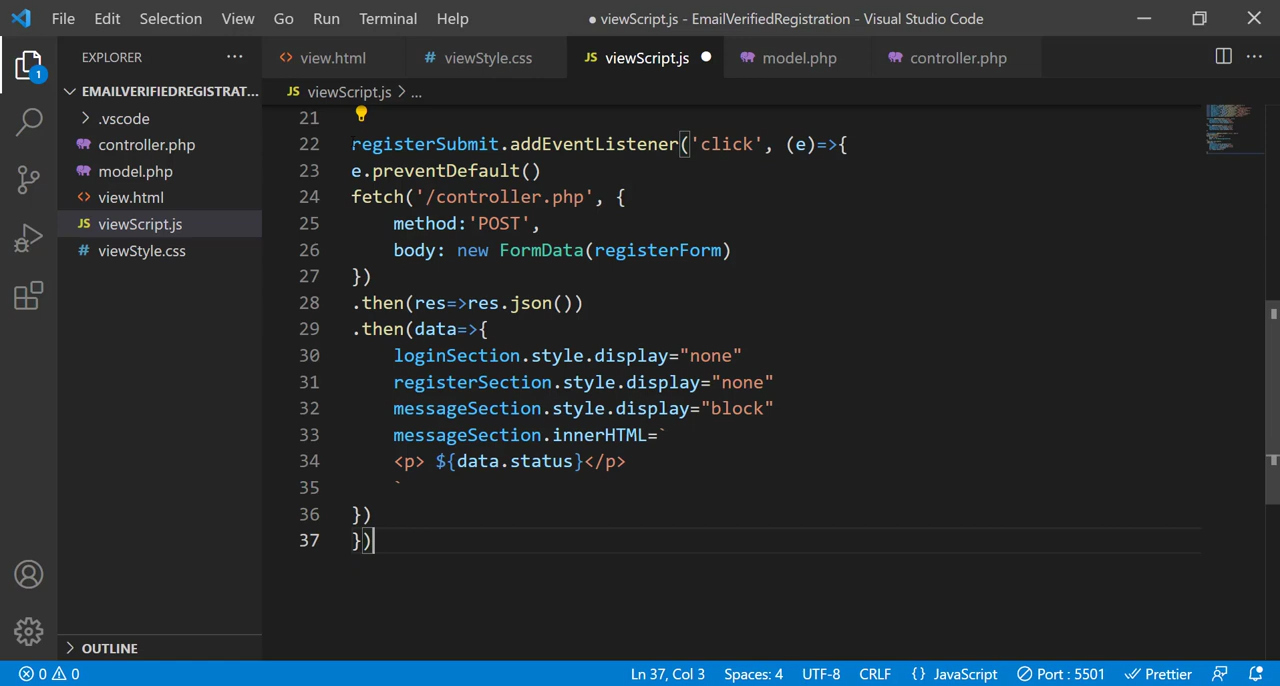 File Edit Selection View Go Run Terminal Help ● viewScript.js - EmailVerifiedRegistration - Visual Studio Code
EXPLORER ··· <> view.html # viewStyle.css JS viewScript.js ● model.php controller.php ···
EMAILVERIFIEDREGISTRAT... JS viewScript.js > ...
1
> .vscode
controller.php
model.php
<> view.html
JS viewScript.js
# viewStyle.css
21
22 registerSubmit.addEventListener('click', (e)=>{
23 e.preventDefault()
24 fetch('/controller.php', {
25     method:'POST',
26     body: new FormData(registerForm)
27 })
28 .then(res=>res.json())
29 .then(data=>{
30     loginSection.style.display="none"
31     registerSection.style.display="none"
32     messageSection.style.display="block"
33     messageSection.innerHTML=`
34     <p> ${data.status}</p>
35     `
36 })
37 })
> OUTLINE
0 0 Ln 37, Col 3 Spaces: 4 UTF-8 CRLF {} JavaScript Port : 5501 Prettier